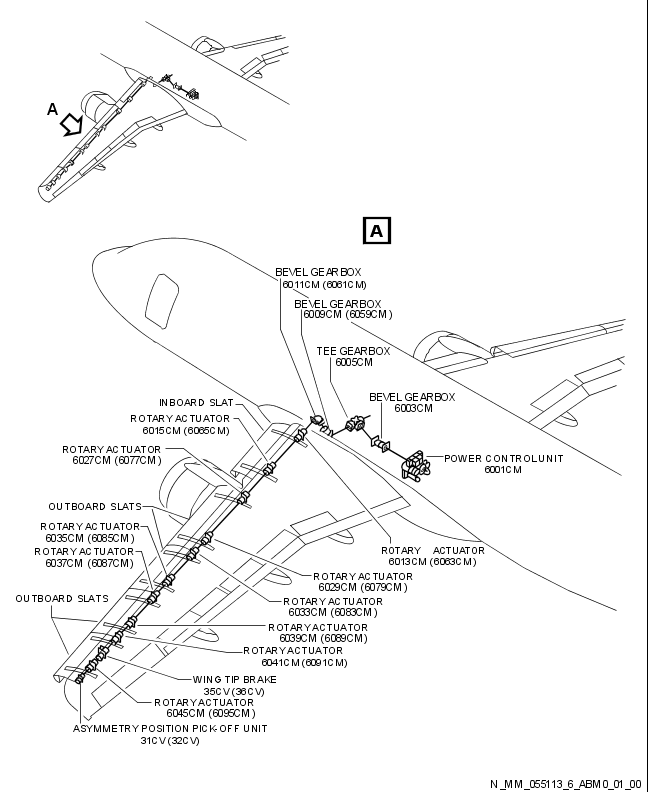 A
A
BEVEL GEARBOX
6011CM (6061CM)
BEVEL GEARBOX
6009CM (6059CM)
TEE GEARBOX
6005CM
BEVEL GEARBOX
6003CM
INBOARD SLAT
ROTARY ACTUATOR
6015CM (6065CM)
ROTARY ACTUATOR
6027CM (6077CM)
POWER CONTROL UNIT
6001CM
OUTBOARD SLATS
ROTARY ACTUATOR
6035CM (6085CM)
ROTARY ACTUATOR
6037CM (6087CM)
ROTARY ACTUATOR
6013CM (6063CM)
ROTARY ACTUATOR
6029CM (6079CM)
OUTBOARD SLATS
ROTARY ACTUATOR
6033CM (6083CM)
ROTARY ACTUATOR
6039CM (6089CM)
ROTARY ACTUATOR
6041CM (6091CM)
WING TIP BRAKE
35CV (36CV)
ROTARY ACTUATOR
6045CM (6095CM)
ASYMMETRY POSITION PICK-OFF UNIT
31CV (32CV)
N_MM_055113_6_ABM0_01_00